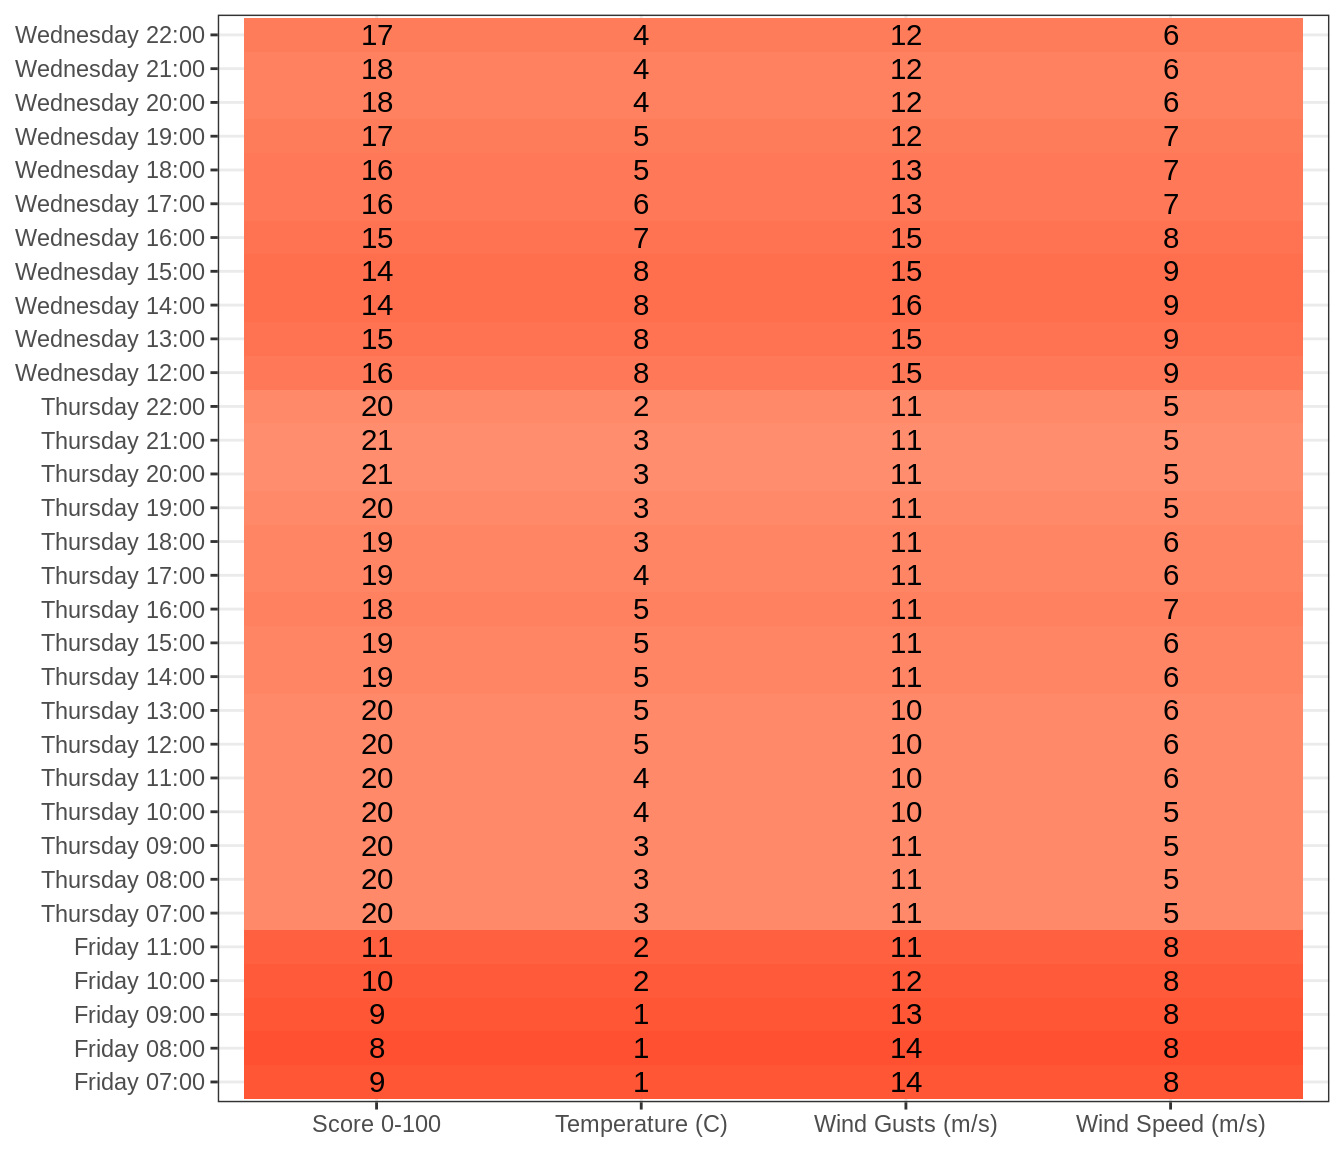 Wednesday 22:00 17 4 12 6
Wednesday 21:00 18 4 12 6
Wednesday 20:00 18 4 12 6
Wednesday 19:00 17 5 12 7
Wednesday 18:00 16 5 13 7
Wednesday 17:00 16 6 13 7
Wednesday 16:00 15 7 15 8
Wednesday 15:00 14 8 15 9
Wednesday 14:00 14 8 16 9
Wednesday 13:00 15 8 15 9
Wednesday 12:00 16 8 15 9
Thursday 22:00 20 2 11 5
Thursday 21:00 21 3 11 5
Thursday 20:00 21 3 11 5
Thursday 19:00 20 3 11 5
Thursday 18:00 19 3 11 6
Thursday 17:00 19 4 11 6
Thursday 16:00 18 5 11 7
Thursday 15:00 19 5 11 6
Thursday 14:00 19 5 11 6
Thursday 13:00 20 5 10 6
Thursday 12:00 20 5 10 6
Thursday 11:00 20 4 10 6
Thursday 10:00 20 4 10 5
Thursday 09:00 20 3 11 5
Thursday 08:00 20 3 11 5
Thursday 07:00 20 3 11 5
Friday 11:00 11 2 11 8
Friday 10:00 10 2 12 8
Friday 09:00 9 1 13 8
Friday 08:00 8 1 14 8
Friday 07:00 9 1 14 8
Score 0-100 Temperature (C) Wind Gusts (m/s) Wind Speed (m/s)